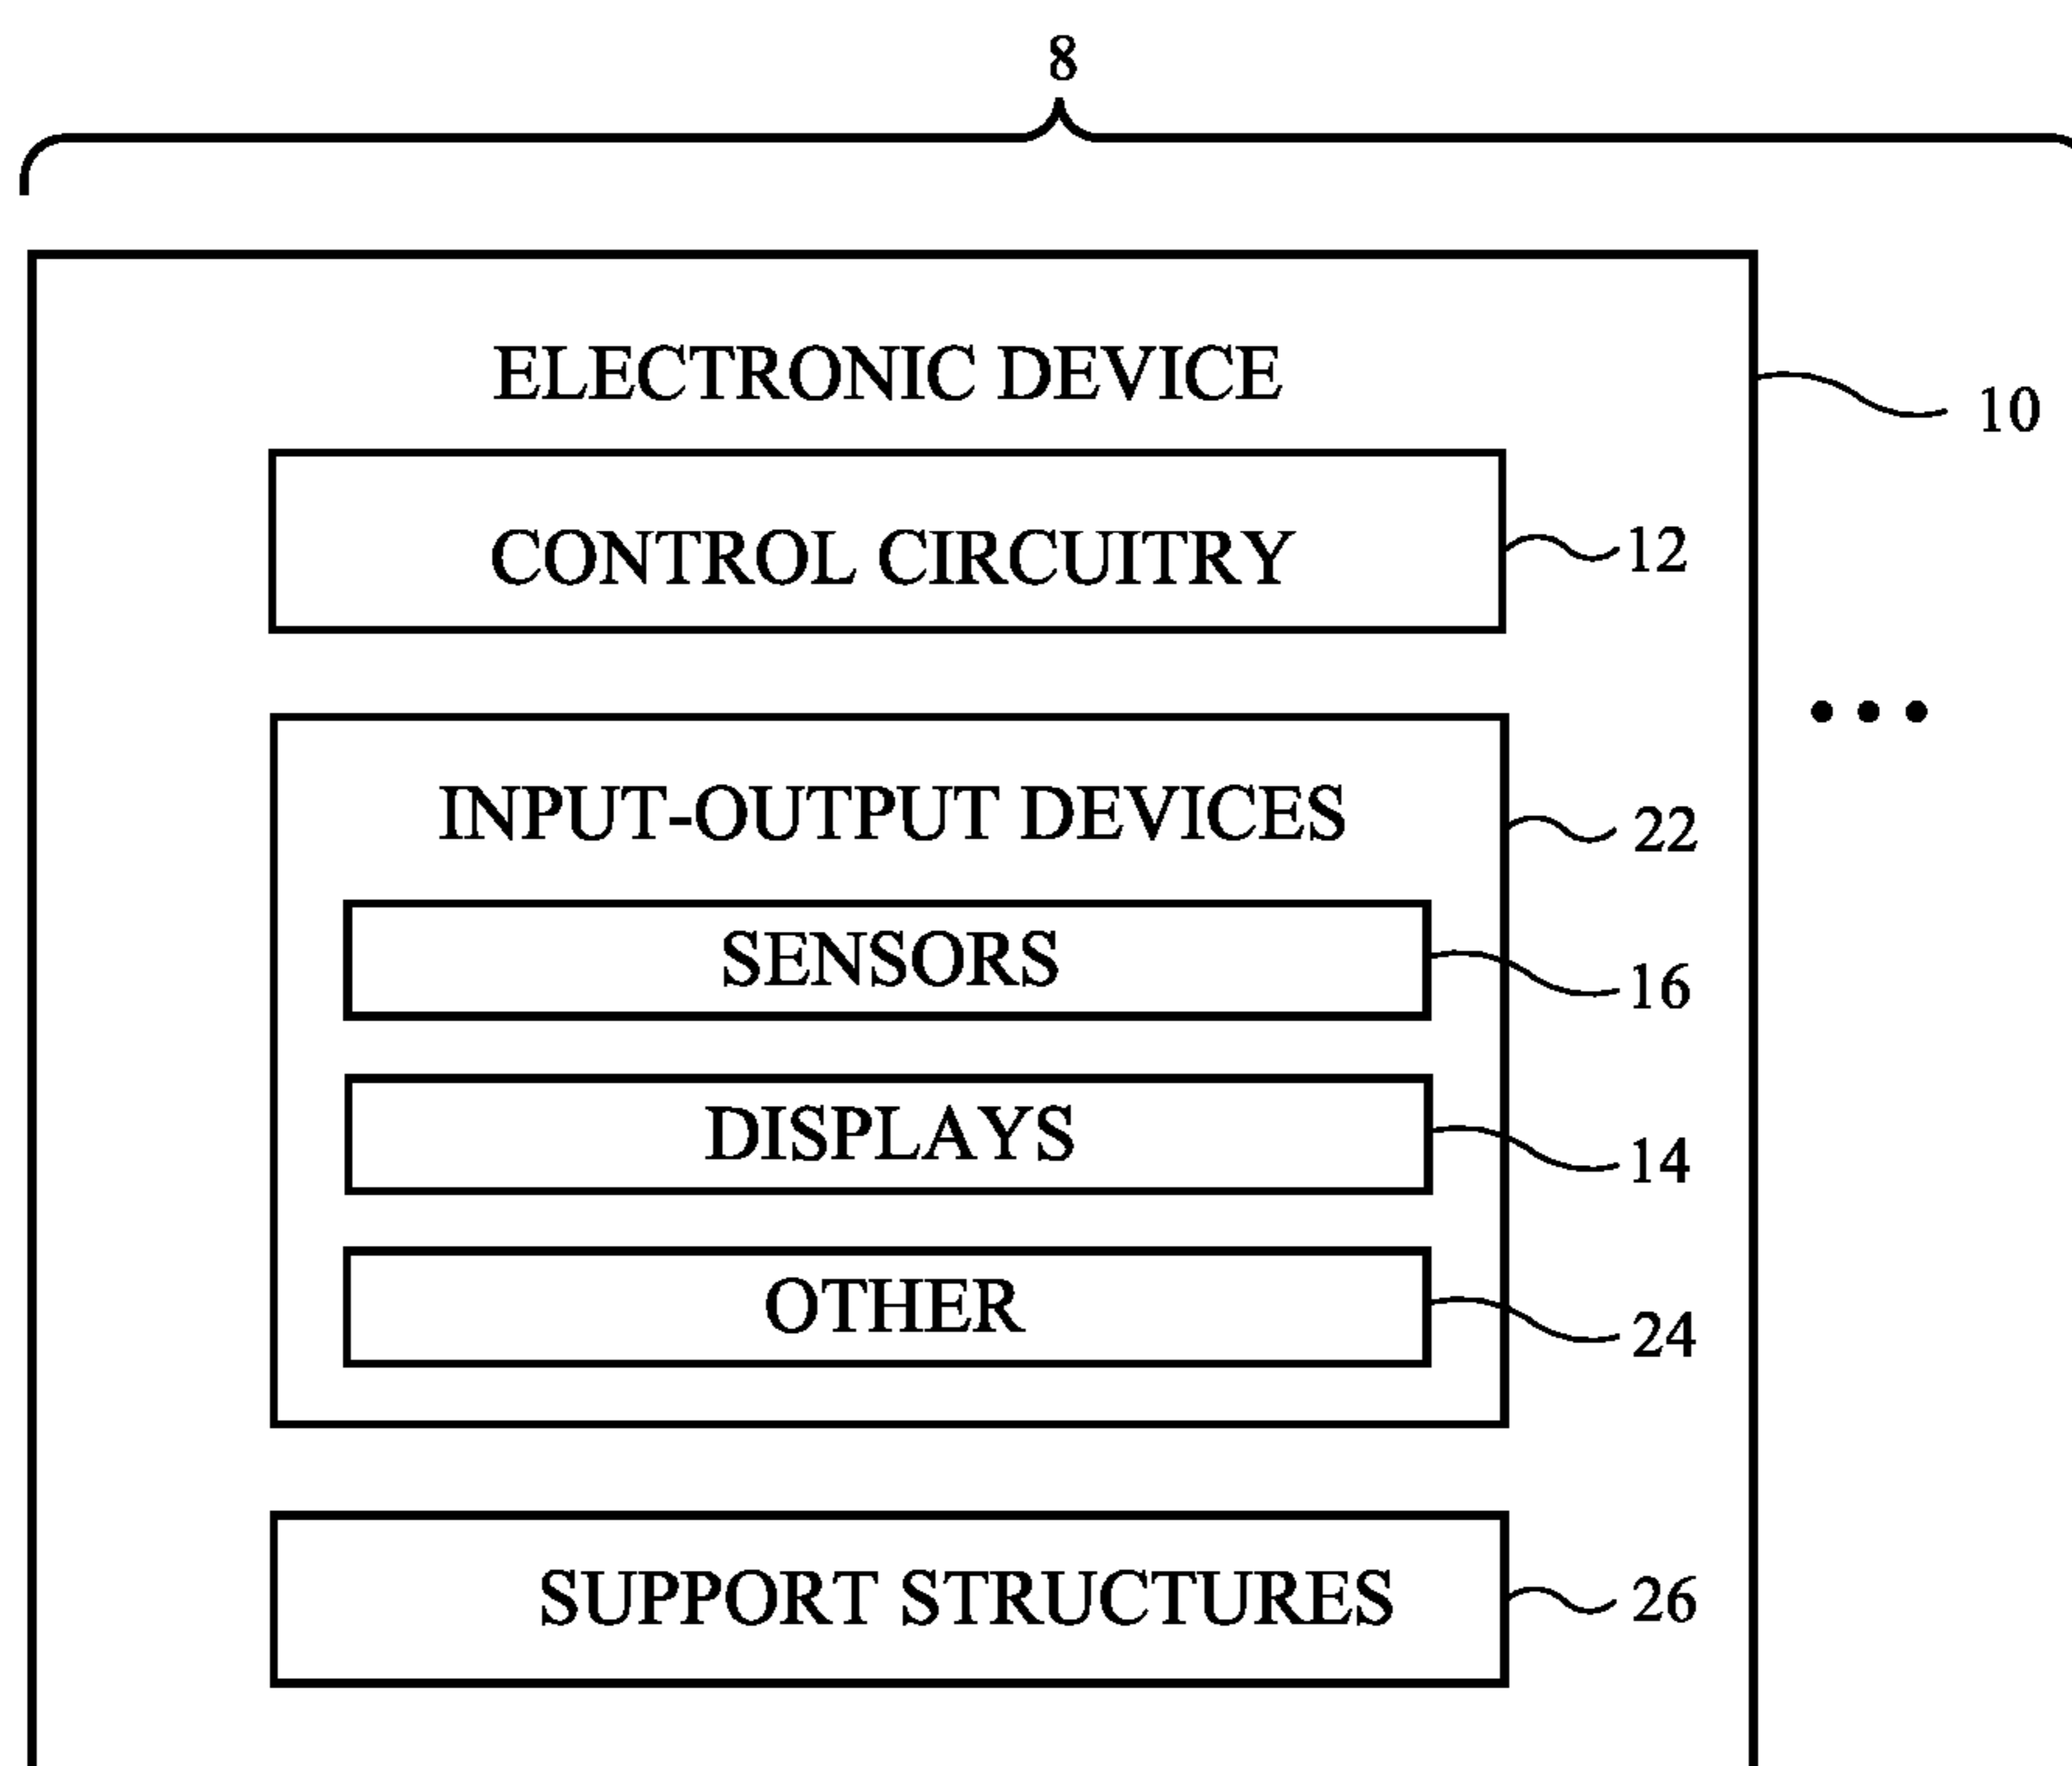 8
ELECTRONIC DEVICE
10
CONTROL CIRCUITRY
12
INPUT-OUTPUT DEVICES
22
SENSORS
16
DISPLAYS
14
OTHER
24
SUPPORT STRUCTURES
26